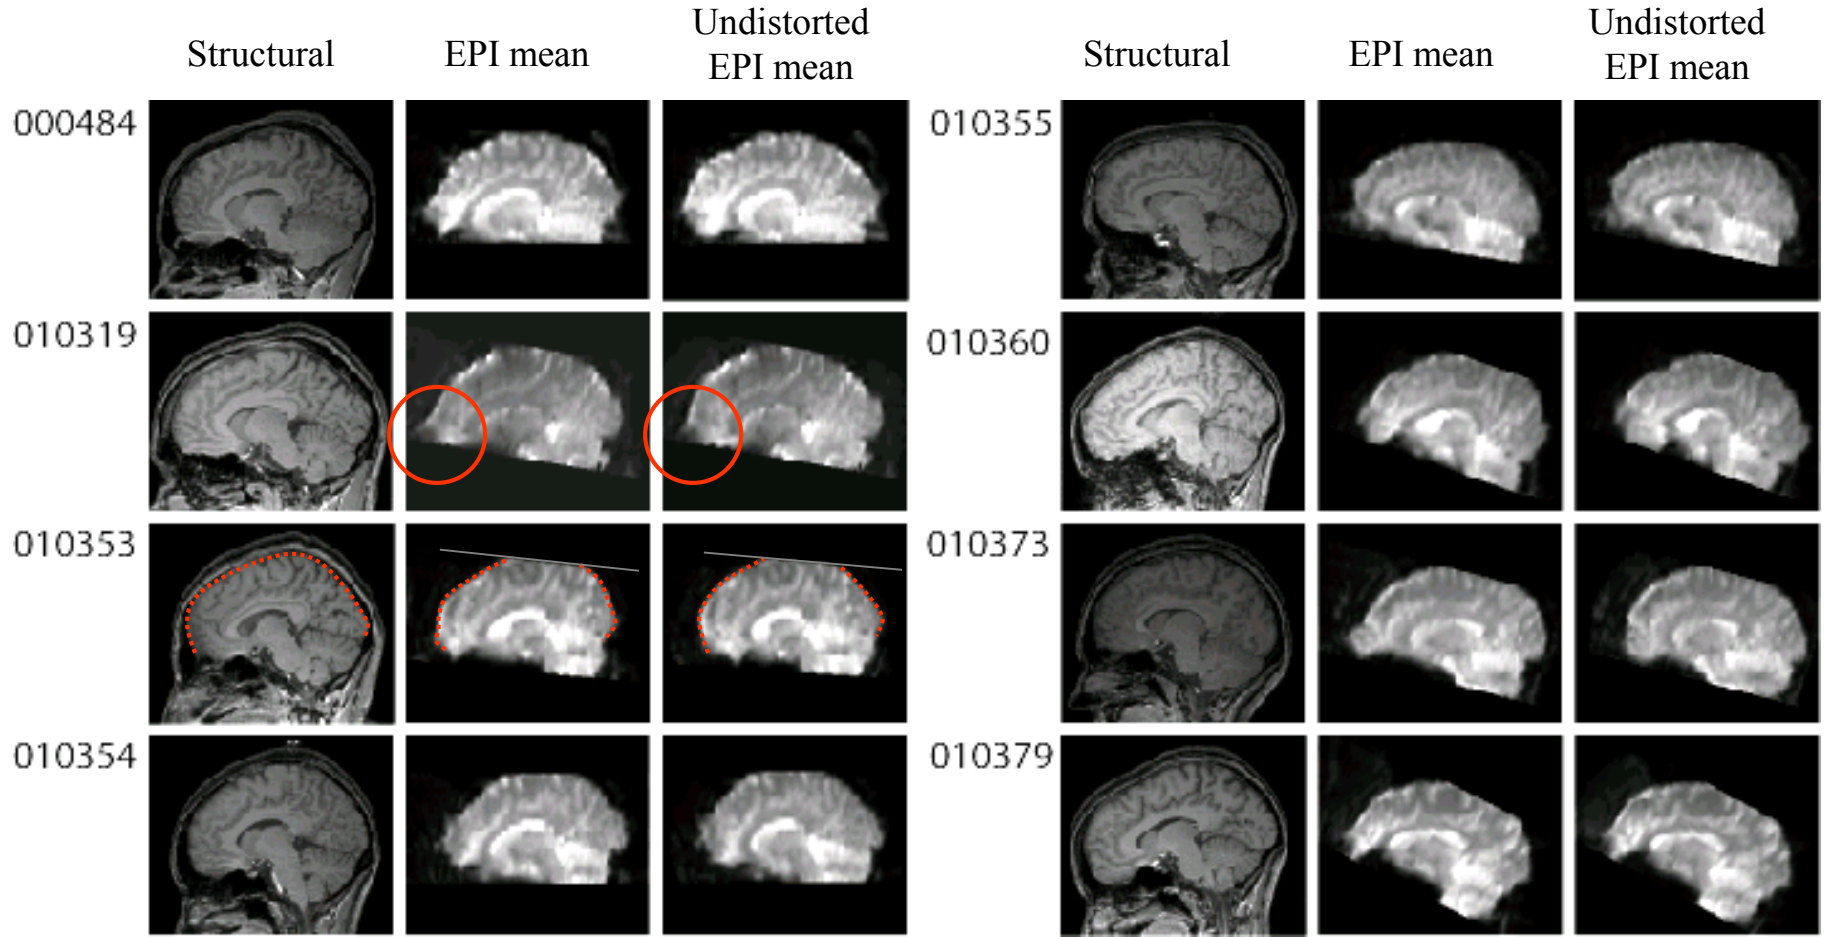 Structural
EPI mean
Undistorted
EPI mean
Structural
EPI mean
Undistorted
EPI mean
000484
010355
010319
010360
010353
010373
010354
010379